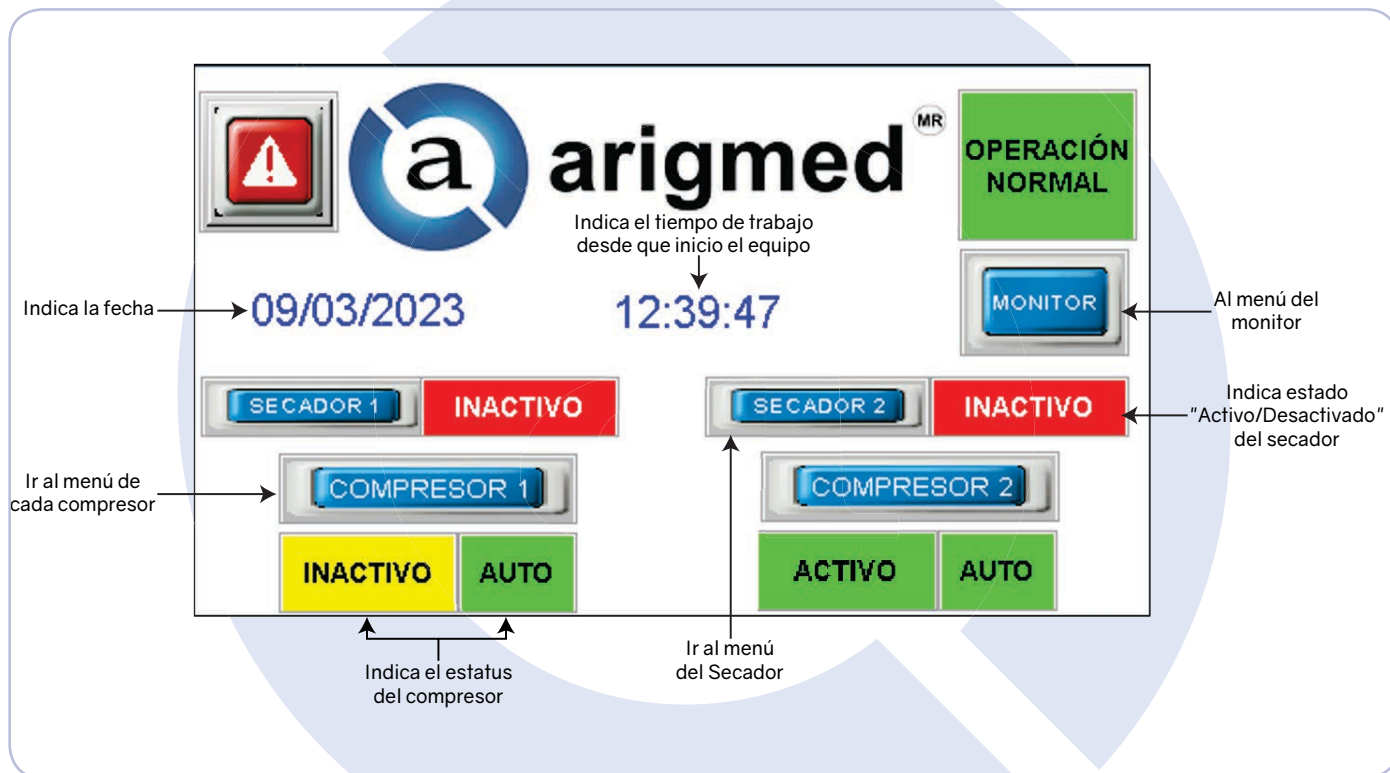 a
arigmed
MR
OPERACIÓN
NORMAL
Indica el tiempo de trabajo
desde que inicio el equipo
Indica la fecha
09/03/2023
12:39:47
MONITOR
Al menú del
monitor
SECADOR 1
INACTIVO
SECADOR 2
INACTIVO
Indica estado
"Activo/Desactivado"
del secador
Ir al menú de
cada compresor
COMPRESOR 1
COMPRESOR 2
INACTIVO
AUTO
ACTIVO
AUTO
Indica el estatus
del compresor
Ir al menú
del Secador